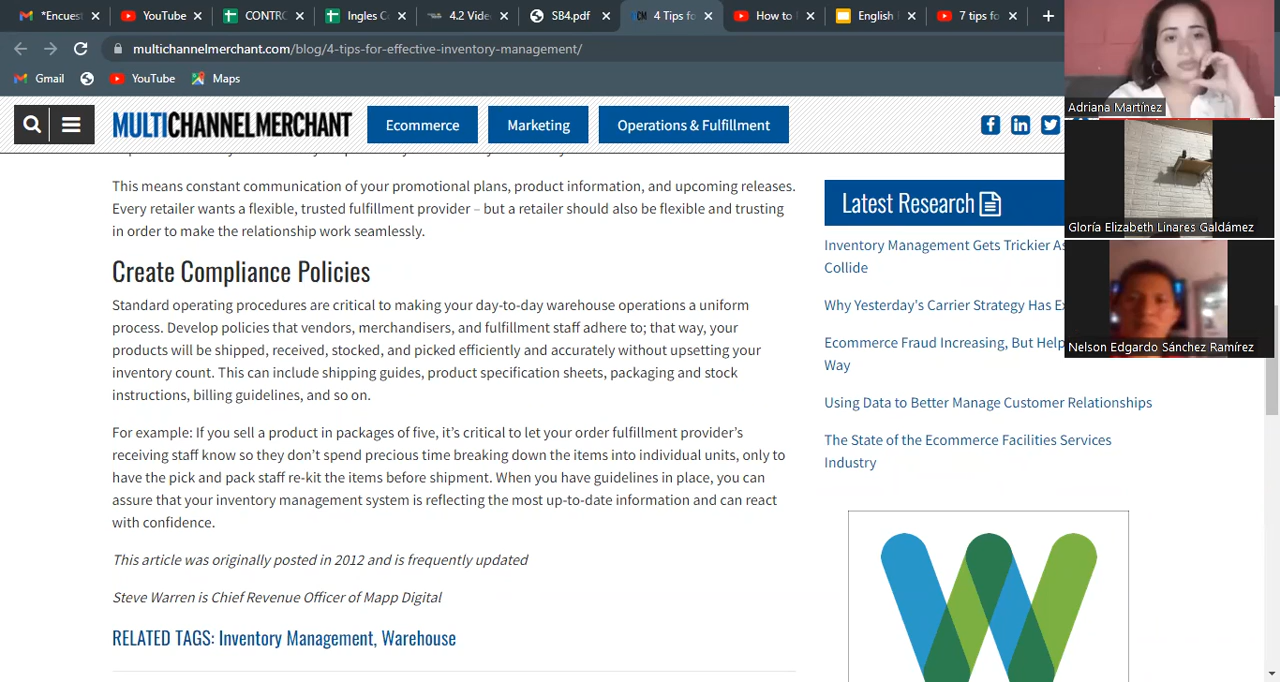 *Encues
YouTube
CONTRO
Ingles Co
4.2 Vide
SB4.pdf
4 Tips fo
How to
English
7 tips fo
multichannelmerchant.com/blog/4-tips-for-effective-inventory-management/
Gmail
YouTube
Maps
MULTICHANNELMERCHANT
Ecommerce
Marketing
Operations & Fulfillment
This means constant communication of your promotional plans, product information, and upcoming releases.
Every retailer wants a flexible, trusted fulfillment provider – but a retailer should also be flexible and trusting
in order to make the relationship work seamlessly.
Create Compliance Policies
Standard operating procedures are critical to making your day-to-day warehouse operations a uniform
process. Develop policies that vendors, merchandisers, and fulfillment staff adhere to; that way, your
products will be shipped, received, stocked, and picked efficiently and accurately without upsetting your
inventory count. This can include shipping guides, product specification sheets, packaging and stock
instructions, billing guidelines, and so on.
For example: If you sell a product in packages of five, it's critical to let your order fulfillment provider's
receiving staff know so they don't spend precious time breaking down the items into individual units, only to
have the pick and pack staff re-kit the items before shipment. When you have guidelines in place, you can
assure that your inventory management system is reflecting the most up-to-date information and can react
with confidence.
This article was originally posted in 2012 and is frequently updated
Steve Warren is Chief Revenue Officer of Mapp Digital
RELATED TAGS: Inventory Management, Warehouse
Latest Research
Inventory Management Gets Trickier As
Collide
Why Yesterday's Carrier Strategy Has Ex
Ecommerce Fraud Increasing, But Help
Way
Using Data to Better Manage Customer Relationships
The State of the Ecommerce Facilities Services
Industry
Adriana Martínez
Gloría Elizabeth Linares Galdámez
Nelson Edgardo Sánchez Ramírez